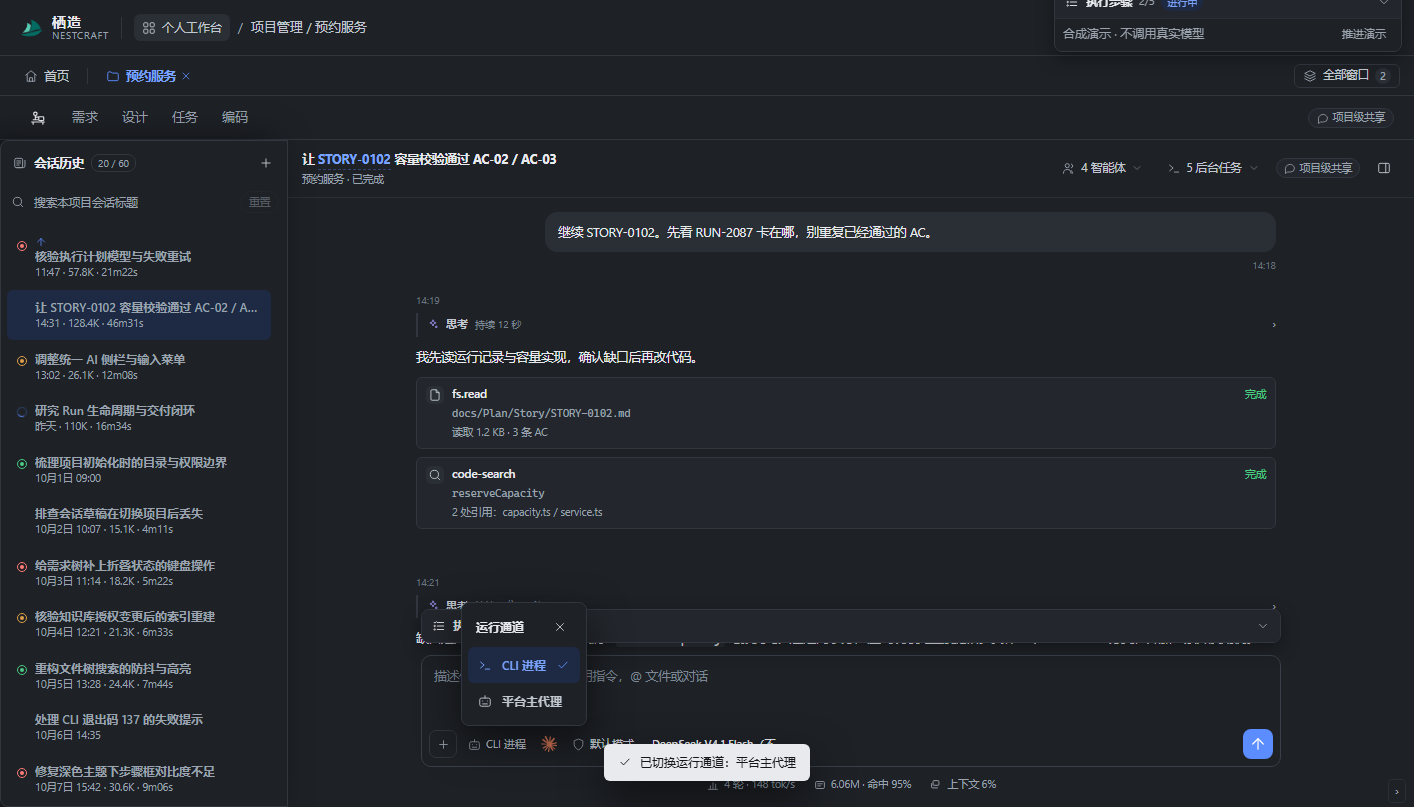 栖造
NESTCRAFT
个人工作台 / 项目管理 / 预约服务
执行步骤 2/5 进行中
合成演示 · 不调用真实模型 推进演示
首页 预约服务
全部窗口 2
需求 设计 任务 编码
项目级共享
会话历史 20 / 60
搜索本项目会话标题 重置
核验执行计划模型与失败重试
11:47 · 57.8K · 21m22s
让 STORY-0102 容量校验通过 AC-02 / A...
14:31 · 128.4K · 46m31s
调整统一 AI 侧栏与输入菜单
13:02 · 26.1K · 12m08s
研究 Run 生命周期与交付闭环
昨天 · 110K · 16m34s
梳理项目初始化时的目录与权限边界
10月1日 09:00
排查会话草稿在切换项目后丢失
10月2日 10:07 · 15.1K · 4m11s
给需求树补上折叠状态的键盘操作
10月3日 11:14 · 18.2K · 5m22s
核验知识库授权变更后的索引重建
10月4日 12:21 · 21.3K · 6m33s
重构文件树搜索的防抖与高亮
10月5日 13:28 · 24.4K · 7m44s
处理 CLI 退出码 137 的失败提示
10月6日 14:35
修复深色主题下步骤框对比度不足
10月7日 15:42 · 30.6K · 9m06s
让 STORY-0102 容量校验通过 AC-02 / AC-03
预约服务 · 已完成
4 智能体 5 后台任务 项目级共享
继续 STORY-0102。先看 RUN-2087 卡在哪，别重复已经通过的 AC。
14:18
14:19
思考 持续 12 秒
我先读运行记录与容量实现，确认缺口后再改代码。
fs.read 完成
docs/Plan/Story/STORY-0102.md
读取 1.2 KB · 3 条 AC
code-search 完成
reserveCapacity
2 处引用：capacity.ts / service.ts
14:21
思考
运行通道
CLI 进程
平台主代理
指令，@ 文件或对话
CLI 进程 默认模式 DeepSeek V4.1 Flash（不
已切换运行通道：平台主代理
4 轮 · 148 tok/s 6.06M · 命中 95% 上下文 6%